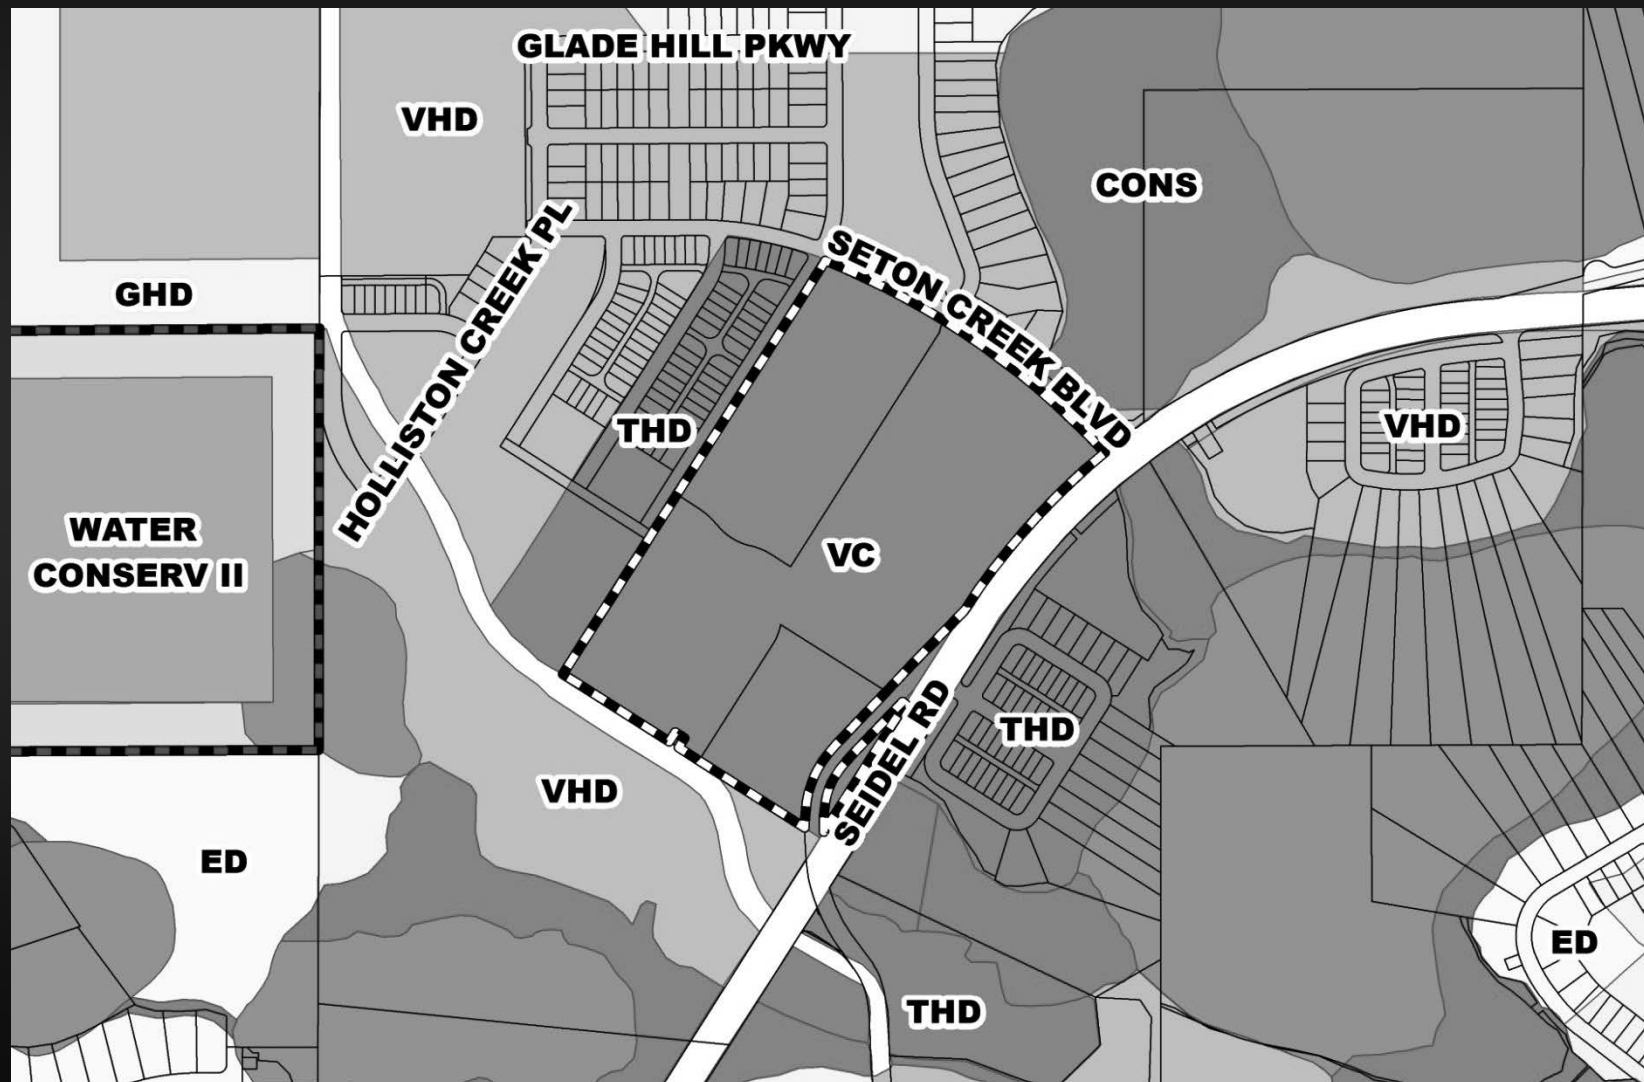 GLADE HILL PKWY
VHD
CONS
HOLLISTON CREEK PL
SETON CREEK BLVD
GHD
THD
VHD
WATER
CONSERV II
VC
SEIDEL RD
THD
VHD
ED
ED
THD